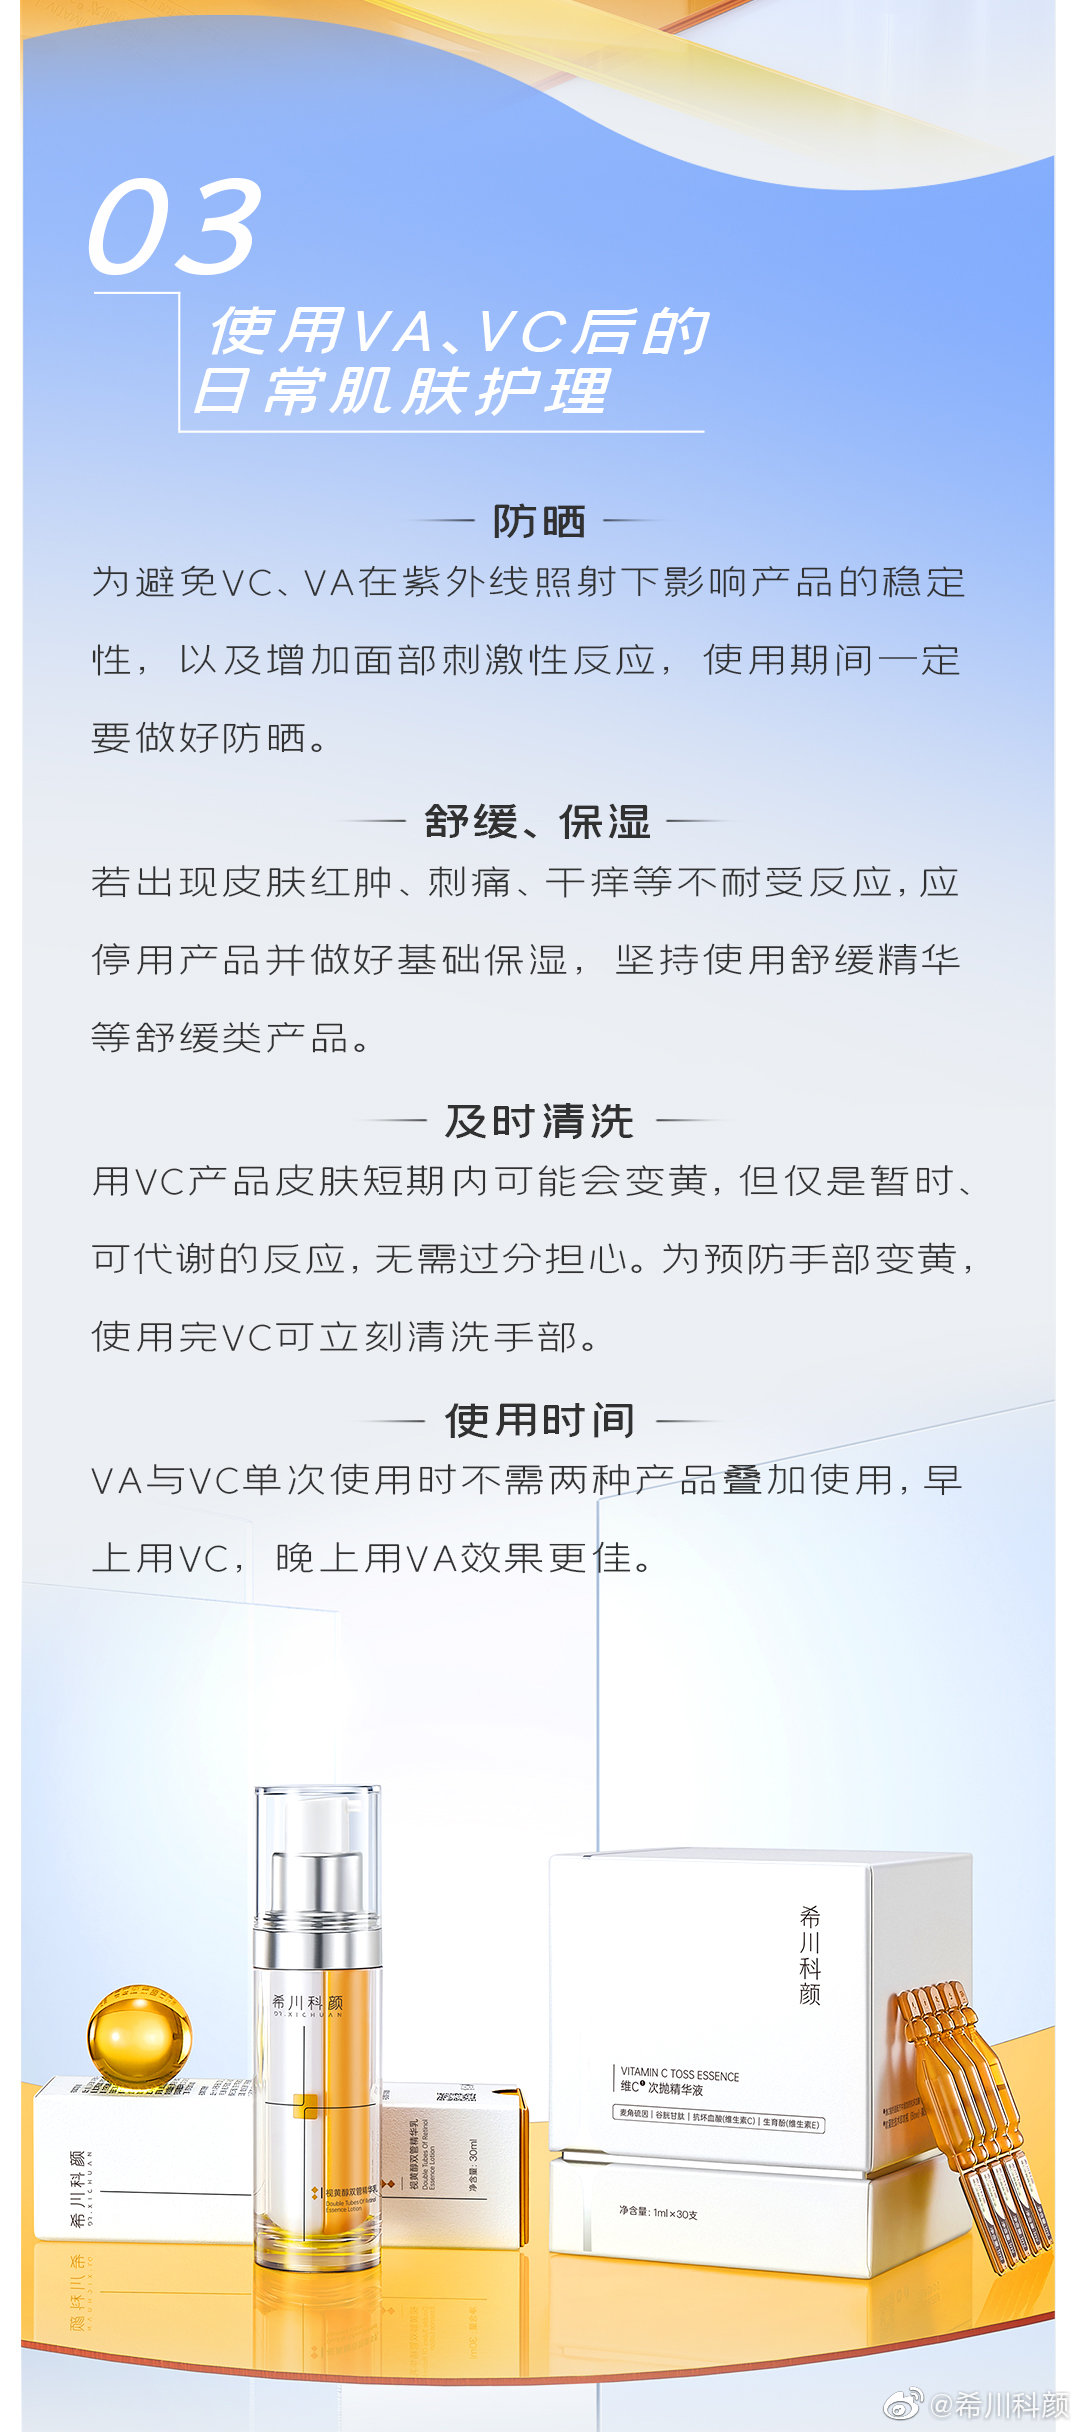 03
使用VA、VC后的
日常肌肤护理
防晒
为避免VC、VA在紫外线照射下影响产品的稳定
性，以及增加面部刺激性反应，使用期间一定
要做好防晒。
舒缓、保湿
若出现皮肤红肿、刺痛、干痒等不耐受反应，应
停用产品并做好基础保湿，坚持使用舒缓精华
等舒缓类产品。
及时清洗
用VC产品皮肤短期内可能会变黄，但仅是暂时、
可代谢的反应，无需过分担心。为预防手部变黄，
使用完VC可立刻清洗手部。
使用时间
VA与VC单次使用时不需两种产品叠加使用，早
上用VC，晚上用VA效果更佳。
希川科颜
DR.XICHUAN
视黄醇双管精华乳
Double Tubes Of Retinol
Essence Lotion
希川科颜
DR.XICHUAN
视黄醇双管精华乳
Double Tubes Of Retinol
Essence Lotion
净含量：30ml
希川科颜
VITAMIN C TOSS ESSENCE
维C 次抛精华液
麦角硫因 | 谷胱甘肽 | 抗坏血酸(维生素C) | 生育酚(维生素E)
净含量：1ml×30支
@希川科颜